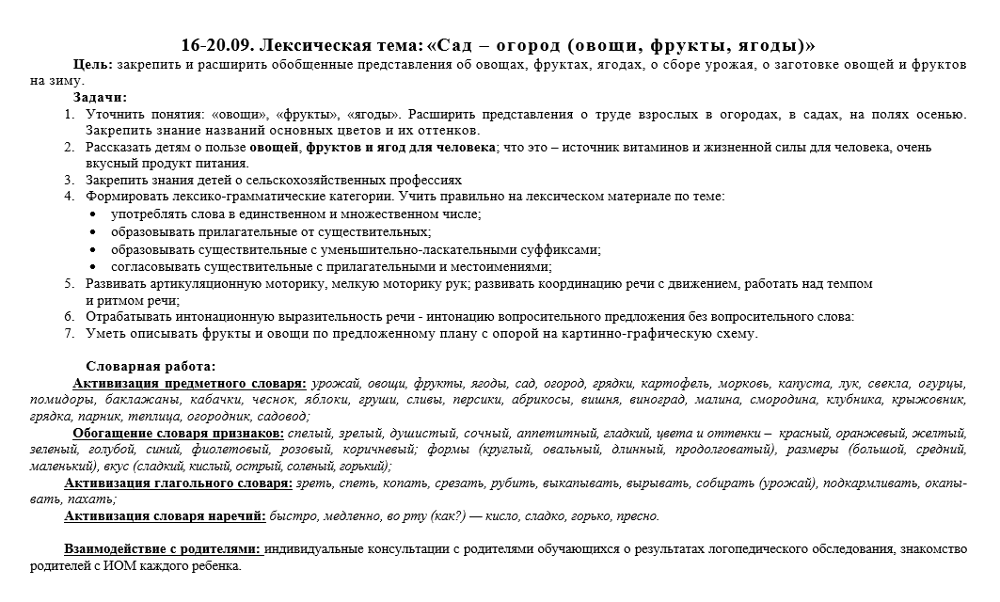 16-20.09. Лексическая тема: «Сад – огород (овощи, фрукты, ягоды)»
Цель: закрепить и расширить обобщенные представления об овощах, фруктах, ягодах, о сборе урожая, о заготовке овощей и фруктов
на зиму.
Задачи:
1. Уточнить понятия: «овощи», «фрукты», «ягоды». Расширить представления о труде взрослых в огородах, в садах, на полях осенью.
Закрепить знание названий основных цветов и их оттенков.
2. Рассказать детям о пользе овощей, фруктов и ягод для человека; что это – источник витаминов и жизненной силы для человека, очень
вкусный продукт питания.
3. Закрепить знания детей о сельскохозяйственных профессиях
4. Формировать лексико-грамматические категории. Учить правильно на лексическом материале по теме:
• употреблять слова в единственном и множественном числе;
• образовывать прилагательные от существительных;
• образовывать существительные с уменьшительно-ласкательными суффиксами;
• согласовывать существительные с прилагательными и местоимениями;
5. Развивать артикуляционную моторику, мелкую моторику рук; развивать координацию речи с движением, работать над темпом
и ритмом речи;
6. Отрабатывать интонационную выразительность речи - интонацию вопросительного предложения без вопросительного слова:
7. Уметь описывать фрукты и овощи по предложенному плану с опорой на картинно-графическую схему.
Словарная работа:
Активизация предметного словаря: урожай, овощи, фрукты, ягоды, сад, огород, грядки, картофель, морковь, капуста, лук, свекла, огурцы,
помидоры, баклажаны, кабачки, чеснок, яблоки, груши, сливы, персики, абрикосы, вишня, виноград, малина, смородина, клубника, крыжовник,
грядка, парник, теплица, огородник, садовод;
Обогащение словаря признаков: спелый, зрелый, душистый, сочный, аппетитный, гладкий, цвета и оттенки – красный, оранжевый, желтый,
зеленый, голубой, синий, фиолетовый, розовый, коричневый; формы (круглый, овальный, длинный, продолговатый), размеры (большой, средний,
маленький), вкус (сладкий, кислый, острый, соленый, горький);
Активизация глагольного словаря: зреть, спеть, копать, срезать, рубить, выкапывать, вырывать, собирать (урожай), подкармливать, окапы-
вать, пахать;
Активизация словаря наречий: быстро, медленно, во рту (как?) — кисло, сладко, горько, пресно.
Взаимодействие с родителями: индивидуальные консультации с родителями обучающихся о результатах логопедического обследования, знакомство
родителей с ИОМ каждого ребенка.